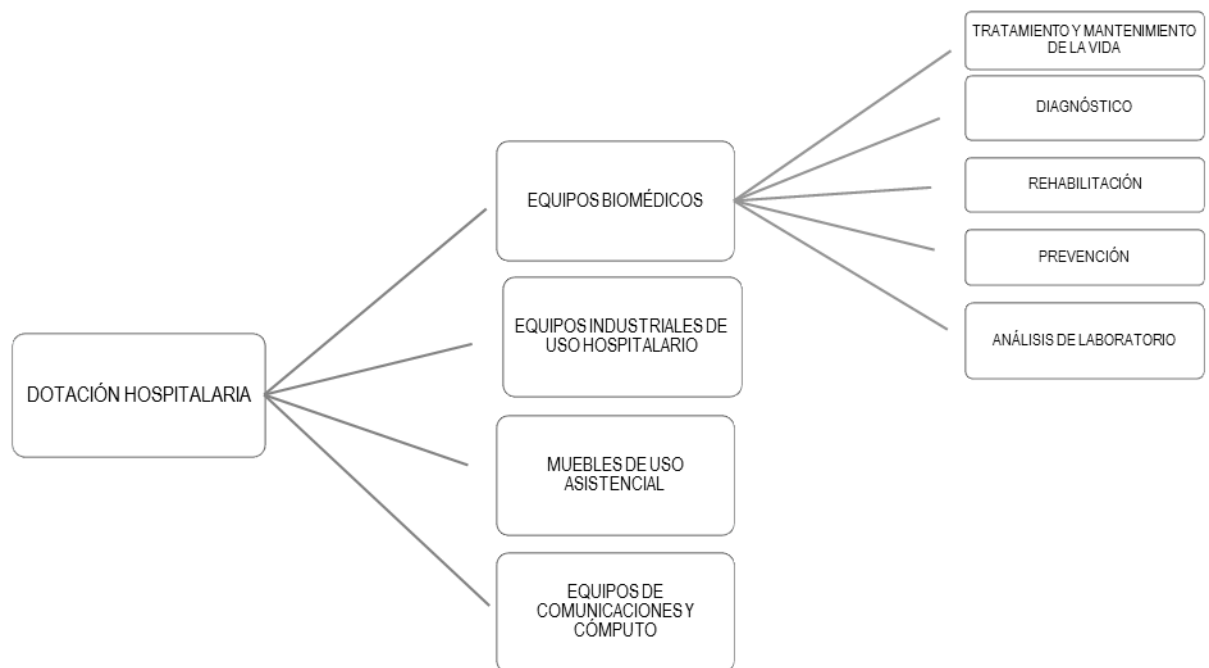 DOTACIÓN HOSPITALARIA
EQUIPOS BIOMÉDICOS
EQUIPOS INDUSTRIALES DE
USO HOSPITALARIO
MUEBLES DE USO
ASISTENCIAL
EQUIPOS DE
COMUNICACIONES Y
CÓMPUTO
TRATAMIENTO Y MANTENIMIENTO
DE LA VIDA
DIAGNÓSTICO
REHABILITACIÓN
PREVENCIÓN
ANÁLISIS DE LABORATORIO